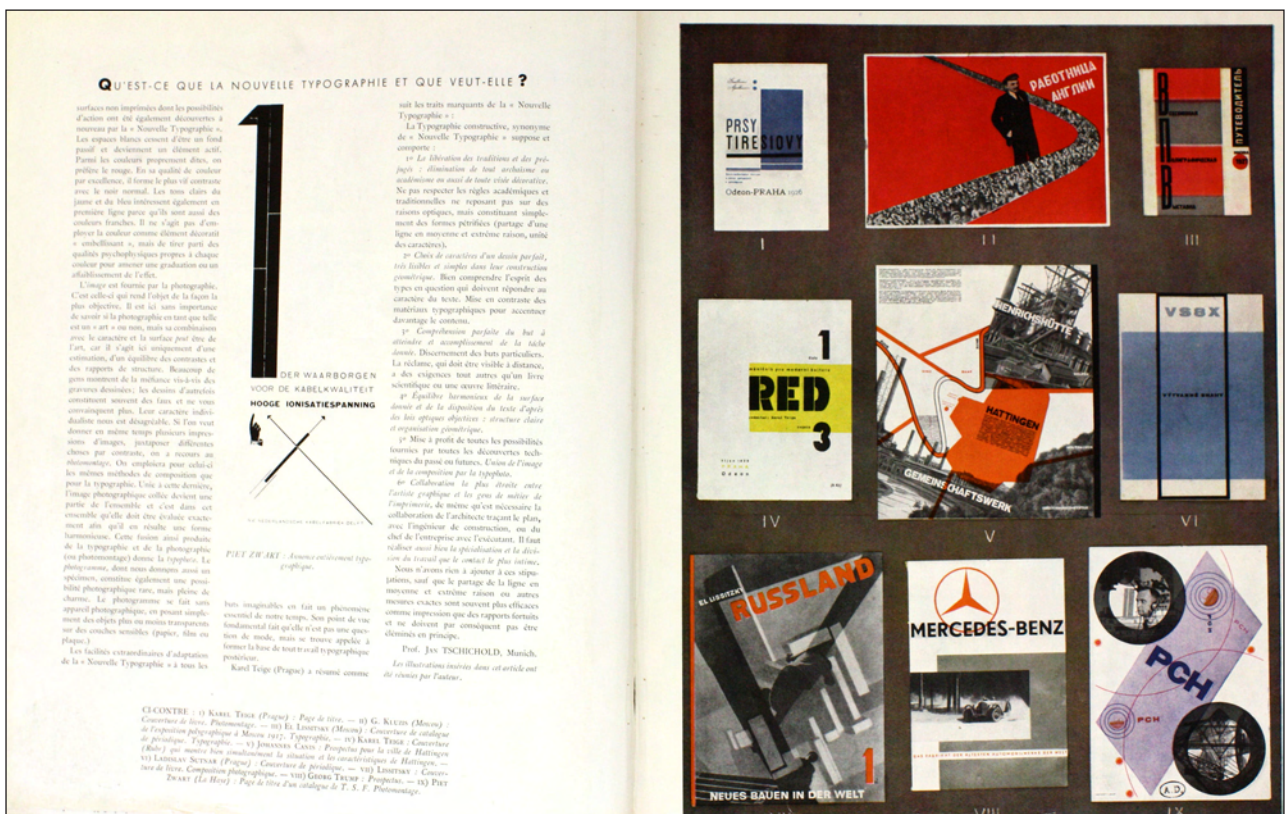 QU'EST-CE QUE LA NOUVELLE TYPOGRAPHIE ET QUE VEUT-ELLE ?
surfaces non imprimées dont les possibilités
d'action ont été également découvertes à
nouveau par la « Nouvelle Typographie ».
Les espaces blancs cessent d'être un fond
passif et deviennent un élément actif.
Parmi les couleurs proprement dites, on
préfère le rouge. En sa qualité de couleur
par excellence, il forme le plus vif contraste
avec le noir normal. Les tons clairs du
jaune et du bleu intéressent également en
première ligne parce qu'ils sont aussi des
couleurs franches. Il ne s'agit pas d'em-
ployer la couleur comme élément décoratif
« embellissant », mais de tirer parti des
qualités psychophysiques propres à chaque
couleur pour amener une graduation ou un
affaiblissement de l'effet.
L'image est fournie par la photographie.
C'est celle-ci qui rend l'objet de la façon la
plus objective. Il est ici sans importance
de savoir si la photographie en tant que telle
est un « art » ou non, mais sa combinaison
avec le caractère et la surface peut être de
l'art, car il s'agit ici uniquement d'une
estimation, d'un équilibre des contrastes et
des rapports de structure. Beaucoup de
gens montrent de la méfiance vis-à-vis des
gravures dessinées; les dessins d'autrefois
constituent souvent des faux et ne vous
convainquent plus. Leur caractère indivi-
dualiste nous est désagréable. Si l'on veut
donner en même temps plusieurs impres-
sions d'images, juxtaposer différentes
choses par contraste, on a recours au
photomontage. On emploiera pour celui-ci
les mêmes méthodes de composition que
pour la typographie. Unie à cette dernière,
l'image photographique collée devient une
partie de l'ensemble et c'est dans cet
ensemble qu'elle doit être évaluée exacte-
ment afin qu'il en résulte une forme
harmonieuse. Cette fusion ainsi produite
de la typographie et de la photographie
(ou photomontage) donne la typophoto. Le
photogramme, dont nous donnons aussi un
spécimen, constitue également une possi-
bilité photographique rare, mais pleine de
charme. Le photogramme se fait sans
appareil photographique, en posant simple-
ment des objets plus ou moins transparents
sur des couches sensibles (papier, film ou
plaque.)
Les facilités extraordinaires d'adaptation
de la « Nouvelle Typographie » à tous les
1
DER WAARBORGEN
VOOR DE KABELKWALITEIT
HOOGE IONISATIESPANNING
PIET ZWART : Annonce entièrement typo-
graphique.
buts imaginables en fait un phénomène
essentiel de notre temps. Son point de vue
fondamental fait qu'elle n'est pas une ques-
tion de mode, mais se trouve appelée à
former la base de tout travail typographique
postérieur.
Karel Teige (Prague) a résumé comme
suit les traits marquants de la « Nouvelle
Typographie » :
La Typographie constructive, synonyme
de « Nouvelle Typographie » suppose et
comporte :
1º La libération des traditions et des pré-
jugés : élimination de tout archaïsme ou
académisme ou aussi de toute visée décorative.
Ne pas respecter les règles académiques et
traditionnelles ne reposant pas sur des
raisons optiques, mais constituant simple-
ment des formes pétrifiées (partage d'une
ligne en moyenne et extrême raison, unité
des caractères).
2º Choix de caractères d'un dessin parfait,
très lisibles et simples dans leur construction
géométrique. Bien comprendre l'esprit des
types en question qui doivent répondre au
caractère du texte. Mise en contraste des
matériaux typographiques pour accentuer
davantage le contenu.
3º Compréhension parfaite du but à
atteindre et accomplissement de la tâche
donnée. Discernement des buts particuliers.
La réclame, qui doit être visible à distance,
a des exigences tout autres qu'un livre
scientifique ou une œuvre littéraire.
4º Equilibre harmonieux de la surface
donnée et de la disposition du texte d'après
des lois optiques objectives : structure claire
et organisation géométrique.
5º Mise à profit de toutes les possibilités
fournies par toutes les découvertes tech-
niques du passé ou futures. Union de l'image
et de la composition par la typophoto.
6º Collaboration la plus étroite entre
l'artiste graphique et les gens de métier de
l'imprimerie, de même qu'est nécessaire la
collaboration de l'architecte traçant le plan,
avec l'ingénieur de construction, ou du
chef de l'entreprise avec l'exécutant. Il faut
réaliser aussi bien la spécialisation et la divi-
sion du travail que le contact le plus intime.
Nous n'avons rien à ajouter à ces stipu-
lations, sauf que le partage de la ligne en
moyenne et extrême raison ou autres
mesures exactes sont souvent plus efficaces
comme impression que des rapports fortuits
et ne doivent par conséquent pas être
éliminés en principe.
Prof. JAN TSCHICHOLD, Munich.
Les illustrations insérées dans cet article ont
été réunies par l'auteur.
CI-CONTRE : I) KAREL TEIGE (Prague) : Page de titre. — II) G. KLUZIS (Moscou) :
Couverture de livre. Photomontage. — III) EL LISSITSKY (Moscou) : Couverture de catalogue
de l'exposition polygraphique à Moscou 1927. Typographie. — IV) KAREL TEIGE : Couverture
de périodique. Typographie. — V) JOHANNES CANIS : Prospectus pour la ville de Hattingen
(Ruhr) qui montre bien simultanément la situation et les caractéristiques de Hattingen. —
VI) LADISLAV SUTNAR (Prague) : Couverture de périodique. — VII) LISSITSKY : Couver-
ture de livre. Composition photographique. — VIII) GEORG TRUMP : Prospectus. — IX) PIET
ZWART (La Haye) : Page de titre d'un catalogue de T. S. F. Photomontage.
PRSY
TIRESIOVY
Odeon-PRAHA 1926
I
РАБОТНИЦА
АНГЛИИ
II
ПУТЕВОДИТЕЛЬ
ВСЕСОЮЗНАЯ
ПОЛИГРАФИЧЕСКАЯ
ВЫСТАВКА
III
1
RED
3
IV
HENRICHSHÜTTE
HATTINGEN
GEMEINSCHAFTSWERK
V
VSBX
VÝTVARNÉ SNAHY
VI
EL LISSITZKY
RUSSLAND
1
NEUES BAUEN IN DER WELT
MERCEDES-BENZ
DAS FABRIKAT DER ÄLTESTEN AUTOMOBILWERKE DER WELT
VIII
PCH
PCH
PCH
A.D.
IX